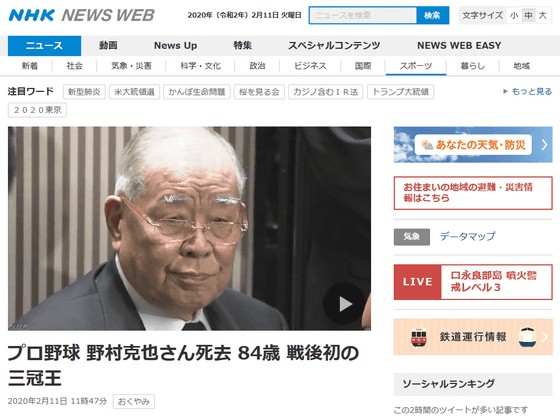 NHK NEWS WEB
2020年(令和2年)2月11日 火曜日
ニュースを検索
検索
文字サイズ 小 中 大
ニュース 動画 News Up 特集 スペシャルコンテンツ NEWS WEB EASY
新着 社会 気象・災害 科学・文化 政治 ビジネス 国際 スポーツ 暮らし 地域
注目ワード 新型肺炎 米大統領選 かんぽ生命問題 桜を見る会 カジノ含むIR法 トランプ大統領 もっと見る
2020東京
あなたの天気・防災
お住まいの地域の避難・災害情報はこちら
気象 データマップ
LIVE 口永良部島 噴火警戒レベル3
鉄道運行情報
プロ野球 野村克也さん死去 84歳 戦後初の
三冠王
2020年2月11日 11時47分 おくやみ
ソーシャルランキング
この2時間のツイートが多い記事です